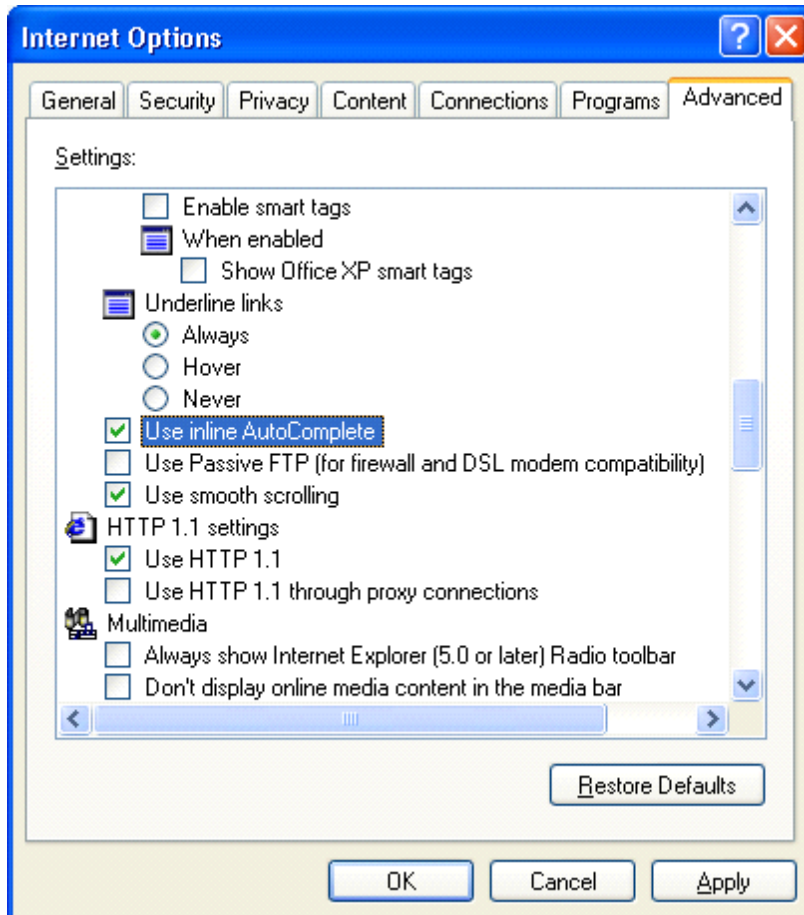 Internet Options
General Security Privacy Content Connections Programs Advanced
Settings:
Enable smart tags
When enabled
Show Office XP smart tags
Underline links
Always
Hover
Never
Use inline AutoComplete
Use Passive FTP (for firewall and DSL modem compatibility)
Use smooth scrolling
HTTP 1.1 settings
Use HTTP 1.1
Use HTTP 1.1 through proxy connections
Multimedia
Always show Internet Explorer (5.0 or later) Radio toolbar
Don't display online media content in the media bar
Restore Defaults
OK Cancel Apply